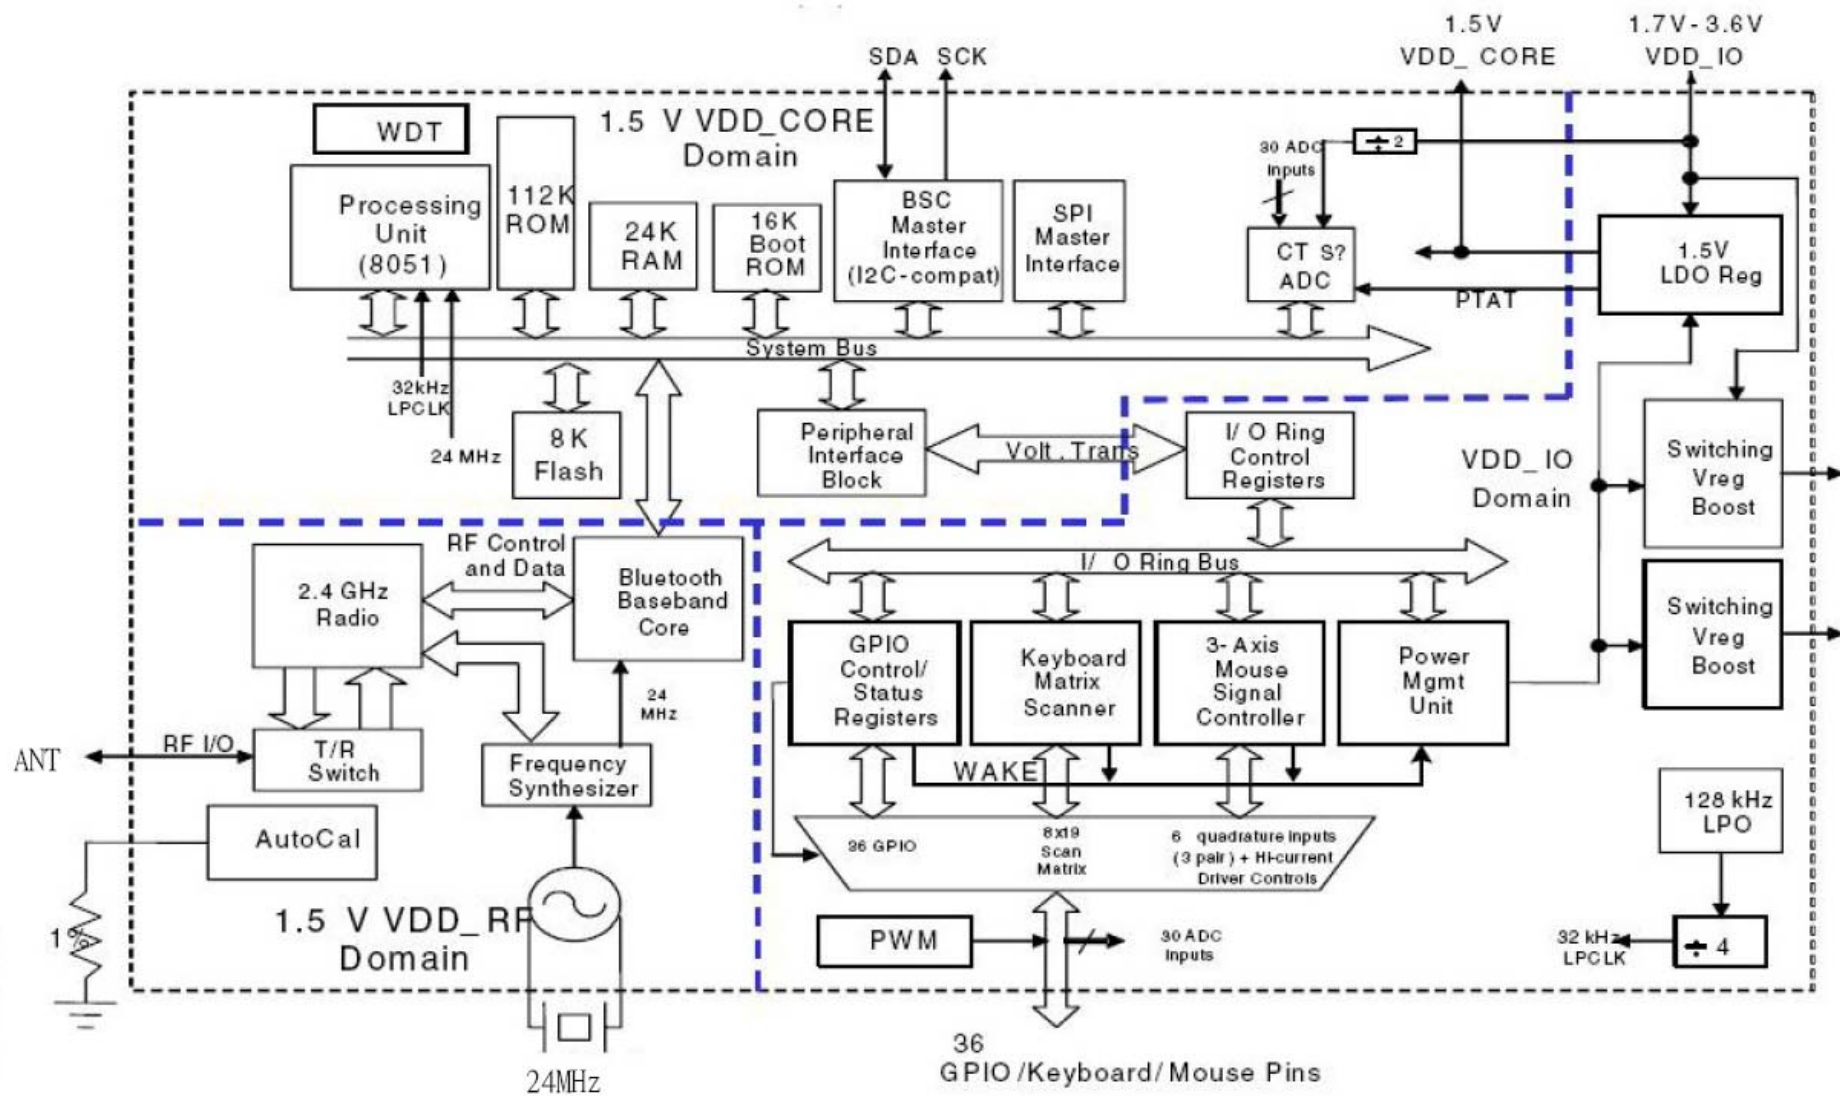 1.5V
VDD_ CORE
1.7V - 3.6V
VDD_IO
SDA SCK
WDT
1.5 V VDD_CORE
Domain
÷ 2
30 ADC
Inputs
Processing
Unit
(8051)
112K
ROM
24K
RAM
16K
Boot
ROM
BSC
Master
Interface
(I2C-compat)
SPI
Master
Interface
CT S?
ADC
1.5V
LDO Reg
PTAT
System Bus
32kHz
LPCLK
24 MHz
8K
Flash
Peripheral
Interface
Block
Volt. Trans
I/ O Ring
Control
Registers
VDD_ IO
Domain
Switching
Vreg
Boost
RF Control
and Data
2.4 GHz
Radio
Bluetooth
Baseband
Core
I/ O Ring Bus
Switching
Vreg
Boost
GPIO
Control/
Status
Registers
Keyboard
Matrix
Scanner
3- Axis
Mouse
Signal
Controller
Power
Mgmt
Unit
24
MHz
ANT
RF I/O
T/R
Switch
Frequency
Synthesizer
WAKE
128 kHz
LPO
AutoCal
36 GPIO
8x19
Scan
Matrix
6 quadrature inputs
(3 pair) + Hi-current
Driver Controls
1%
1.5 V VDD_ RF
Domain
PWM
30 ADC
Inputs
32 kHz
LPCLK
÷ 4
24MHz
36
GPIO /Keyboard/ Mouse Pins